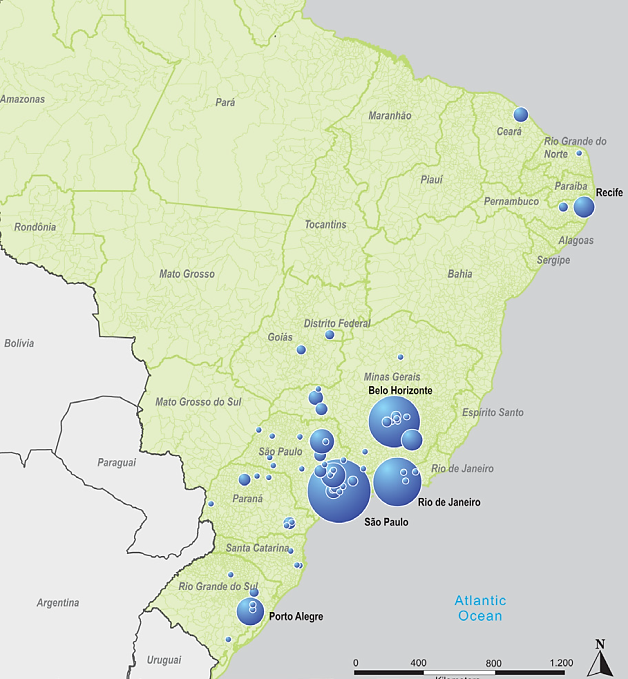 Amazonas
Pará
Maranhão
Ceará
Rio Grande do
Norte
Paraíba
Recife
Piauí
Pernambuco
Rondônia
Tocantins
Alagoas
Sergipe
Mato Grosso
Bahia
Distrito Federal
Goiás
Bolívia
Minas Gerais
Belo Horizonte
Mato Grosso do Sul
Espírito Santo
São Paulo
Paraguai
Rio de Janeiro
Paraná
Rio de Janeiro
São Paulo
Santa Catarina
Rio Grande do Sul
Argentina
Atlantic
Ocean
Porto Alegre
Uruguai
N
0 400 800 1.200